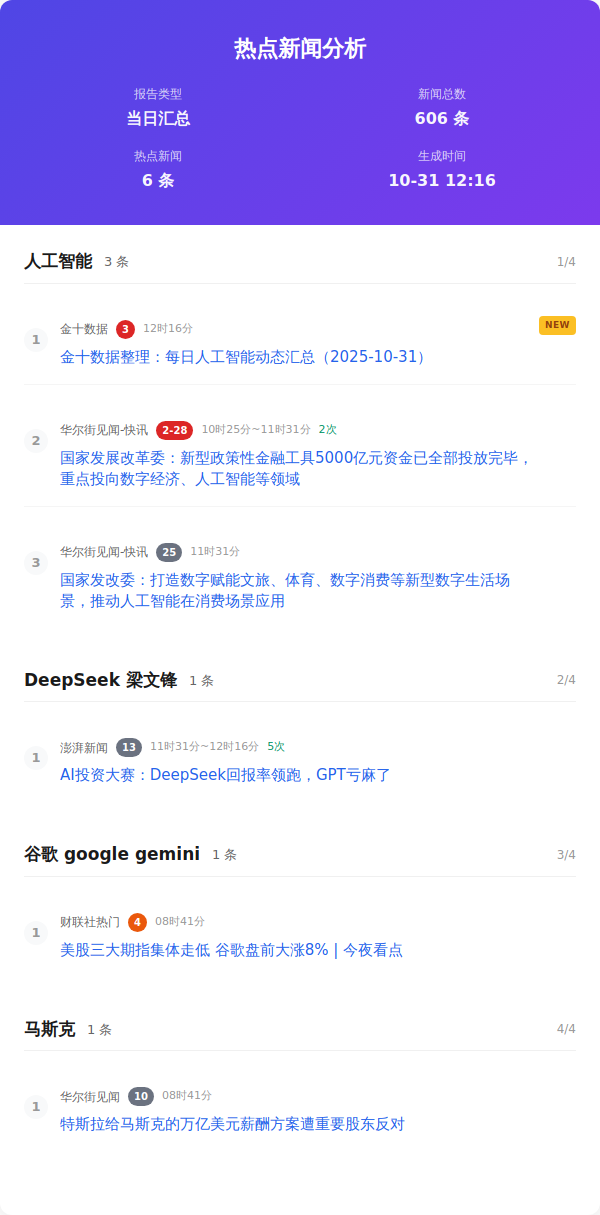 热点新闻分析
报告类型
新闻总数
当日汇总
606 条
热点新闻
生成时间
6 条
10-31 12:16
人工智能 3 条 1/4
1
金十数据 3 12时16分 NEW
金十数据整理：每日人工智能动态汇总（2025-10-31）
2
华尔街见闻-快讯 2-28 10时25分~11时31分 2次
国家发展改革委：新型政策性金融工具5000亿元资金已全部投放完毕，
重点投向数字经济、人工智能等领域
3
华尔街见闻-快讯 25 11时31分
国家发改委：打造数字赋能文旅、体育、数字消费等新型数字生活场
景，推动人工智能在消费场景应用
DeepSeek 梁文锋 1 条 2/4
1
澎湃新闻 13 11时31分~12时16分 5次
AI投资大赛：DeepSeek回报率领跑，GPT亏麻了
谷歌 google gemini 1 条 3/4
1
财联社热门 4 08时41分
美股三大期指集体走低 谷歌盘前大涨8% | 今夜看点
马斯克 1 条 4/4
1
华尔街见闻 10 08时41分
特斯拉给马斯克的万亿美元薪酬方案遭重要股东反对